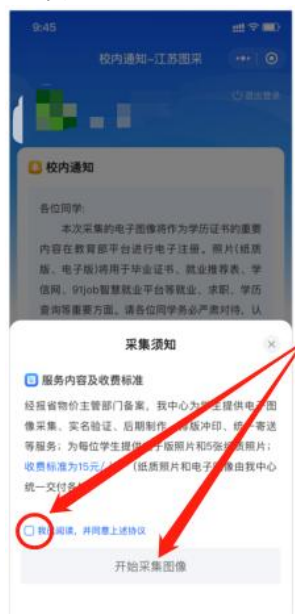 9:45
校内通知-江苏图采
退出登录
校内通知
各位同学:
本次采集的电子图像将作为学历证书的重要
内容在教育部平台进行电子注册。照片(纸质
版、电子版)将用于毕业证书、就业推荐表、学
信网、91job智慧就业平台等就业、求职、学历
查询等重要方面。请各位同学务必严肃对待,认
采集须知
服务内容及收费标准
经报省物价主管部门备案,我中心为学生提供电子图
像采集、实名验证、后期制作、排版冲印、统一寄送
等服务;为每位学生提供电子版照片和5张纸质照片;
收费标准为15元/ (纸质照片和电子图像由我中心
统一交付各
我已阅读,并同意上述协议
开始采集图像